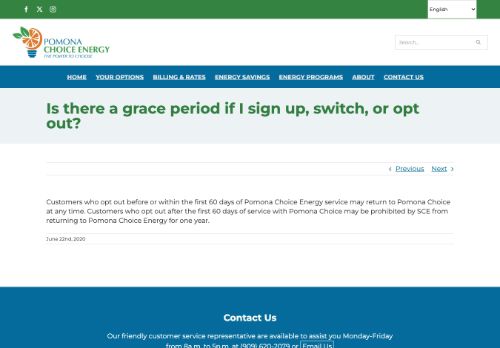 English
POMONA
CHOICE ENERGY
THE POWER TO CHOOSE
Search...
HOME YOUR OPTIONS BILLING & RATES ENERGY SAVINGS ENERGY PROGRAMS ABOUT CONTACT US
Is there a grace period if I sign up, switch, or opt
out?
Previous Next
Customers who opt out before or within the first 60 days of Pomona Choice Energy service may return to Pomona Choice
at any time. Customers who opt out after the first 60 days of service with Pomona Choice may be prohibited by SCE from
returning to Pomona Choice Energy for one year.
June 22nd, 2020
Contact Us
Our friendly customer service representative are available to assist you Monday-Friday
from 8a.m. to 5p.m. at (909) 620-2079 or Email Us